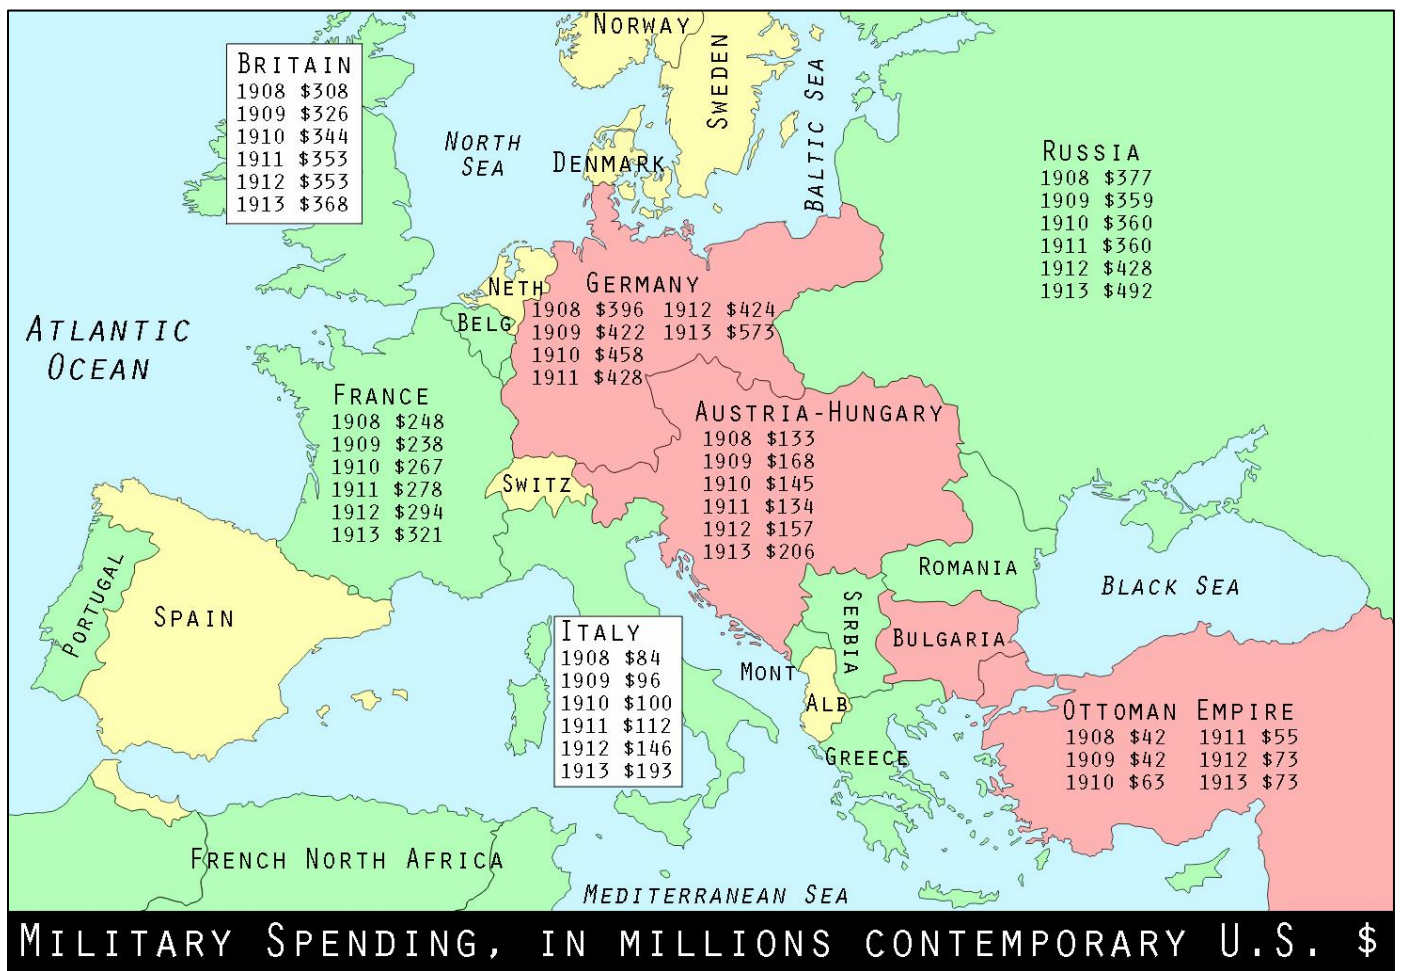 NORWAY
SWEDEN
BALTIC SEA
BRITAIN
1908 $308
1909 $326
1910 $344
1911 $353
1912 $353
1913 $368
NORTH
SEA
DENMARK
RUSSIA
1908 $377
1909 $359
1910 $360
1911 $360
1912 $428
1913 $492
NETH
BELG
GERMANY
1908 $396 1912 $424
1909 $422 1913 $573
1910 $458
1911 $428
ATLANTIC
OCEAN
FRANCE
1908 $248
1909 $238
1910 $267
1911 $278
1912 $294
1913 $321
AUSTRIA-HUNGARY
1908 $133
1909 $168
1910 $145
1911 $134
1912 $157
1913 $206
SWITZ
PORTUGAL
SPAIN
ROMANIA
BLACK SEA
SERBIA
BULGARIA
ITALY
1908 $84
1909 $96
1910 $100
1911 $112
1912 $146
1913 $193
MONT
ALB
GREECE
OTTOMAN EMPIRE
1908 $42 1911 $55
1909 $42 1912 $73
1910 $63 1913 $73
FRENCH NORTH AFRICA
MEDITERRANEAN SEA
MILITARY SPENDING, IN MILLIONS CONTEMPORARY U.S. $